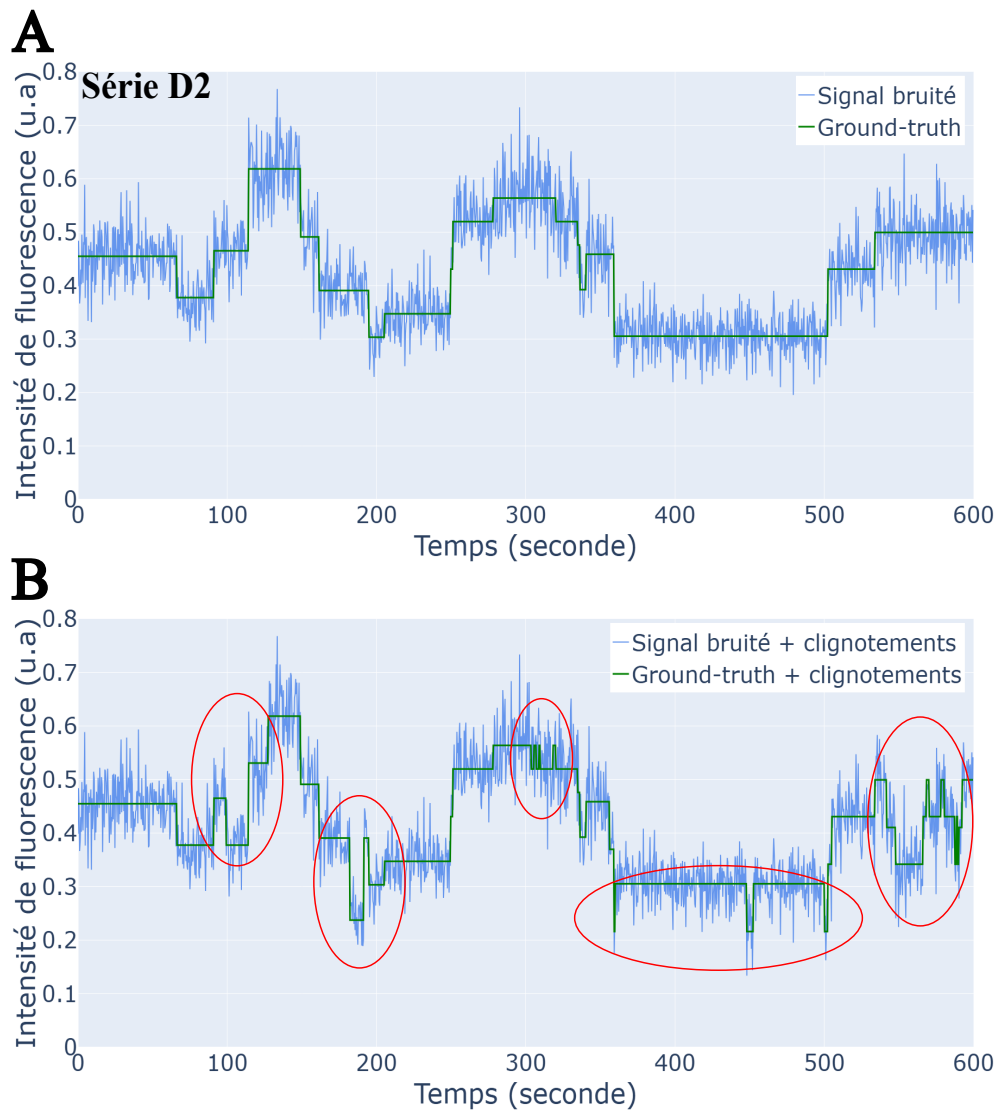 A
Série D2
Signal bruité
Ground-truth
Intensité de fluorescence (u.a)
0.8
0.7
0.6
0.5
0.4
0.3
0.2
0.1
0
0 100 200 300 400 500 600
Temps (seconde)
B
Signal bruité + clignotements
Ground-truth + clignotements
Intensité de fluorescence (u.a)
0.8
0.7
0.6
0.5
0.4
0.3
0.2
0.1
0
0 100 200 300 400 500 600
Temps (seconde)